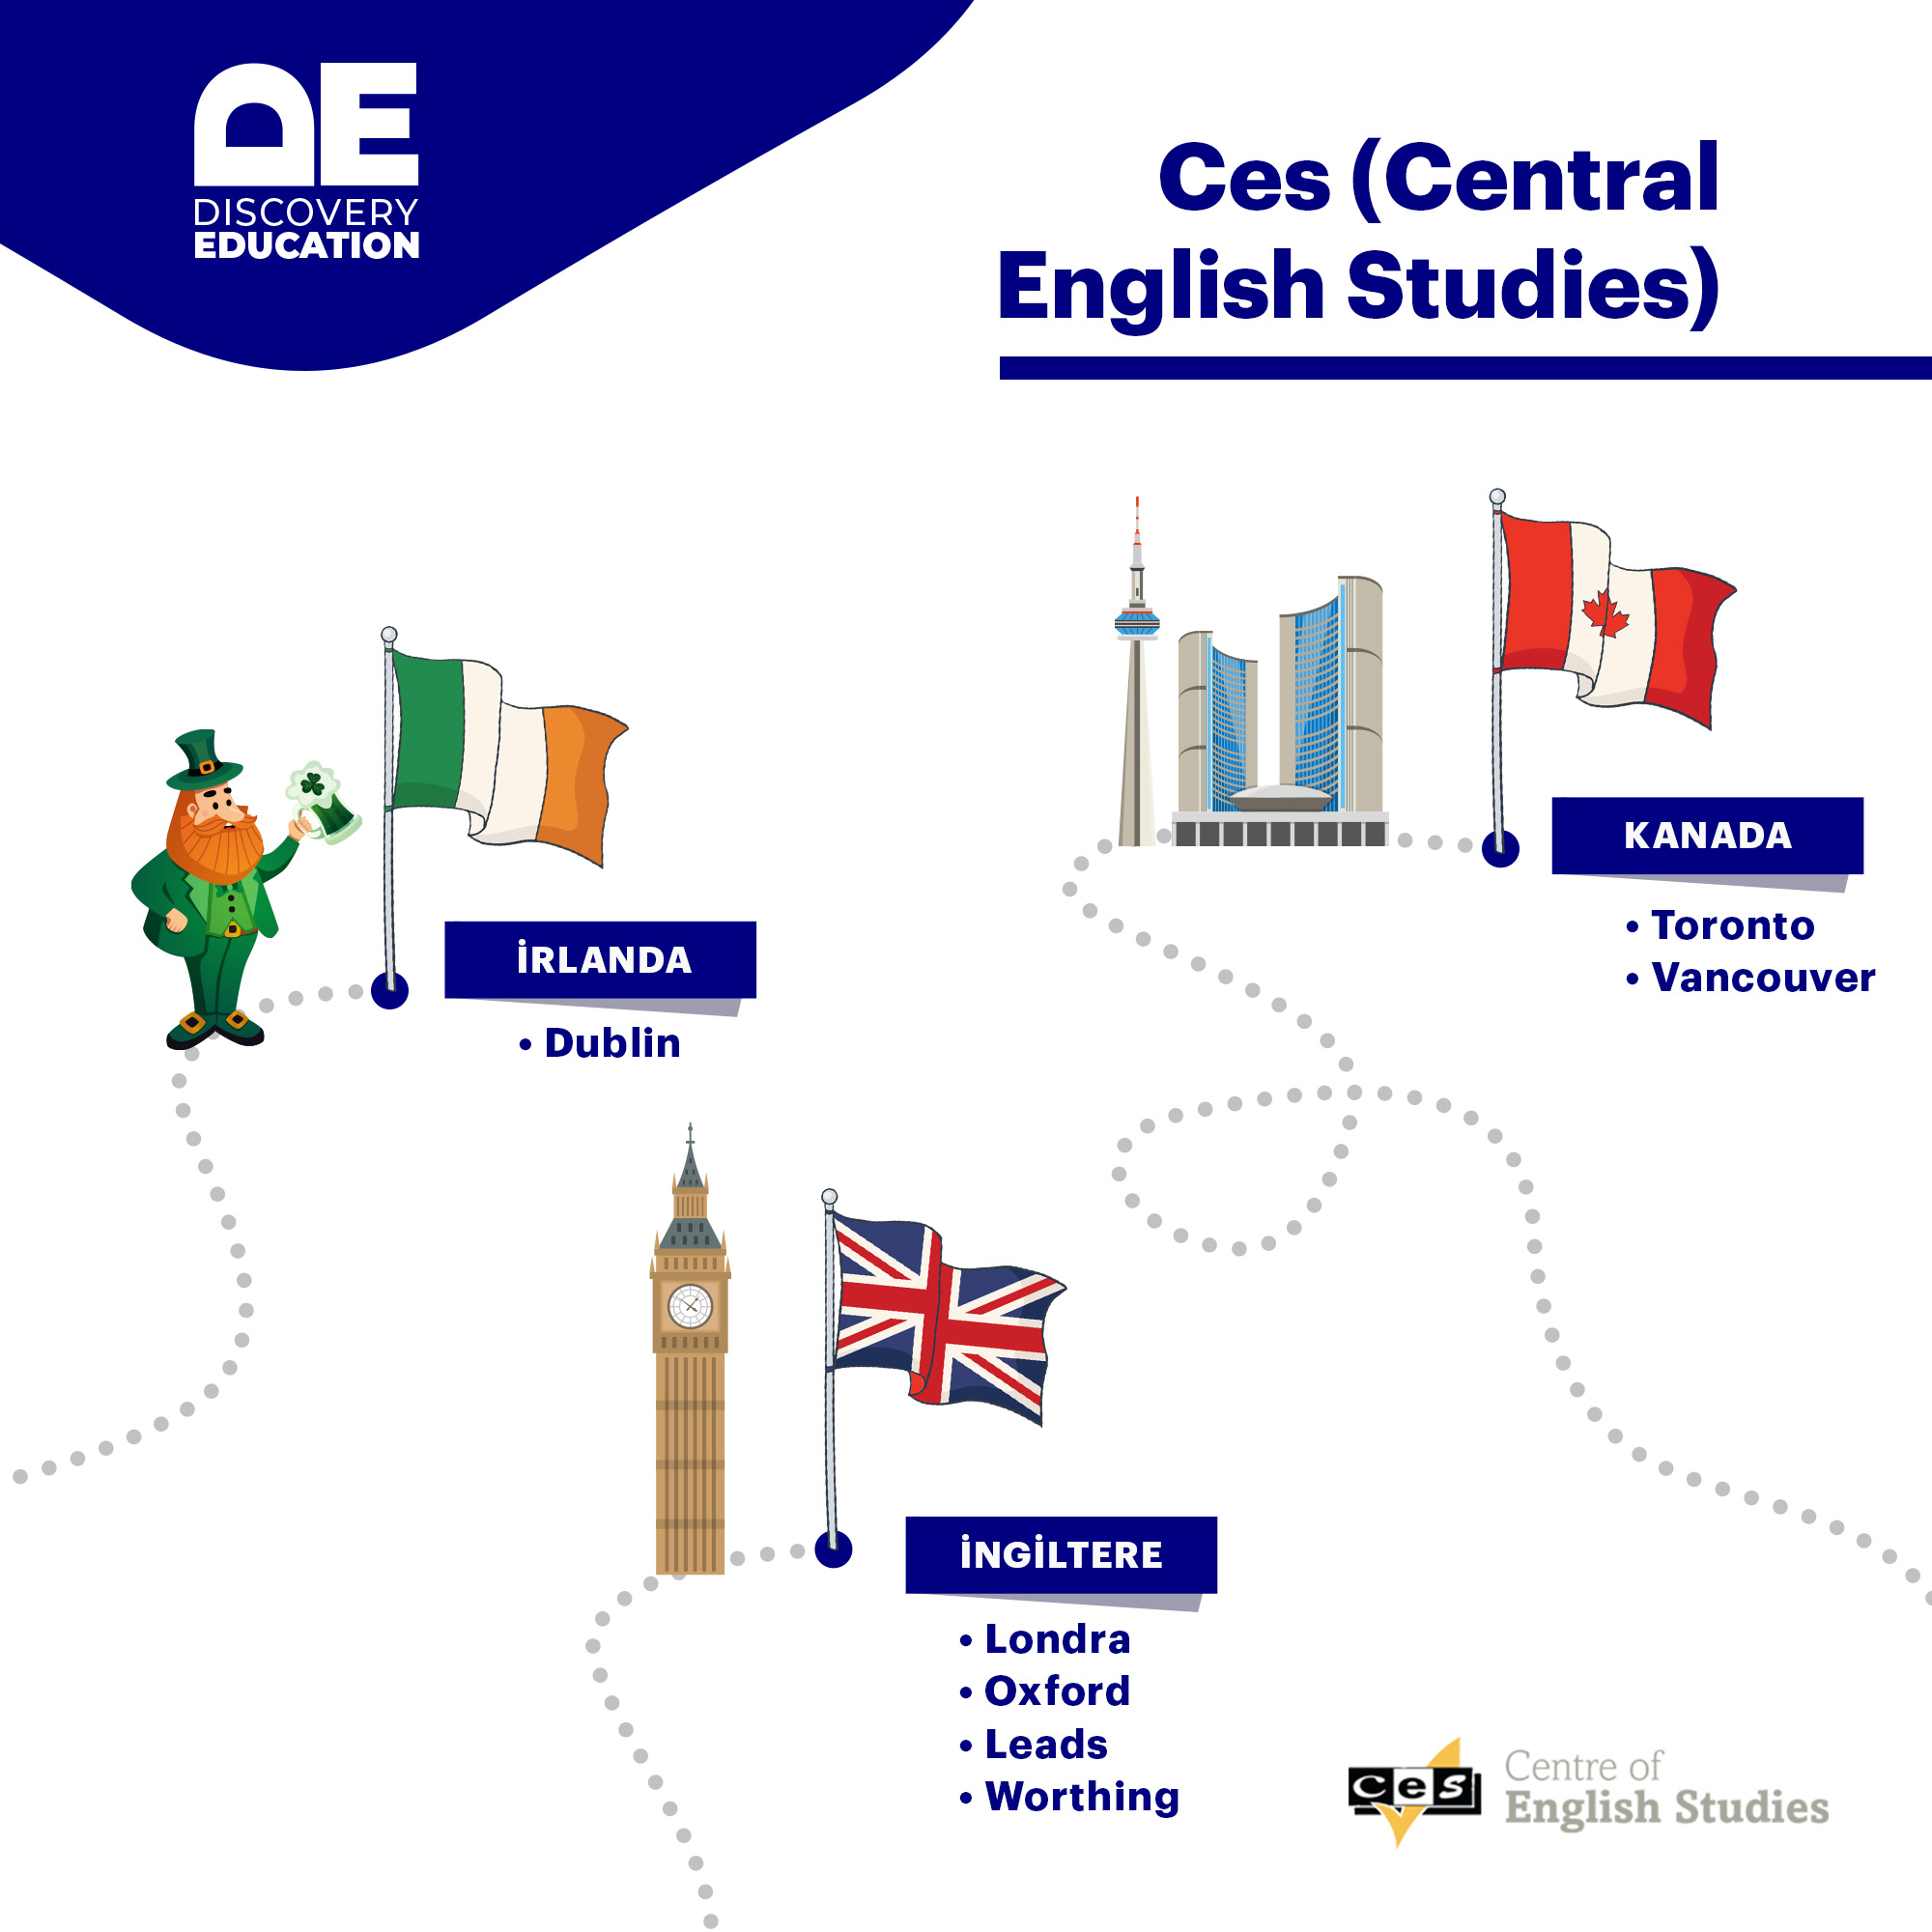 DE
DISCOVERY
EDUCATION
Ces (Central
English Studies)
İRLANDA
• Dublin
KANADA
• Toronto
• Vancouver
İNGİLTERE
• Londra
• Oxford
• Leads
• Worthing
ces
Centre of
English Studies